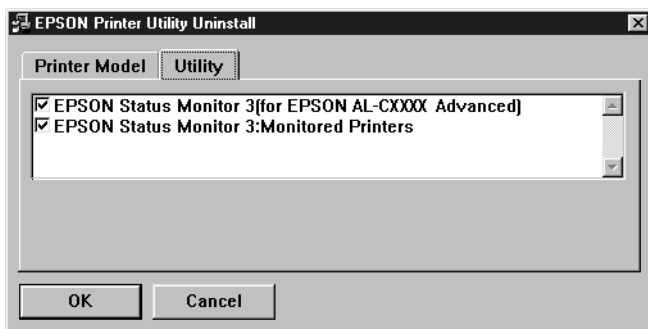 EPSON Printer Utility Uninstall
Printer Model Utility
EPSON Status Monitor 3(for EPSON AL-CXXXX Advanced)
EPSON Status Monitor 3:Monitored Printers
OK Cancel